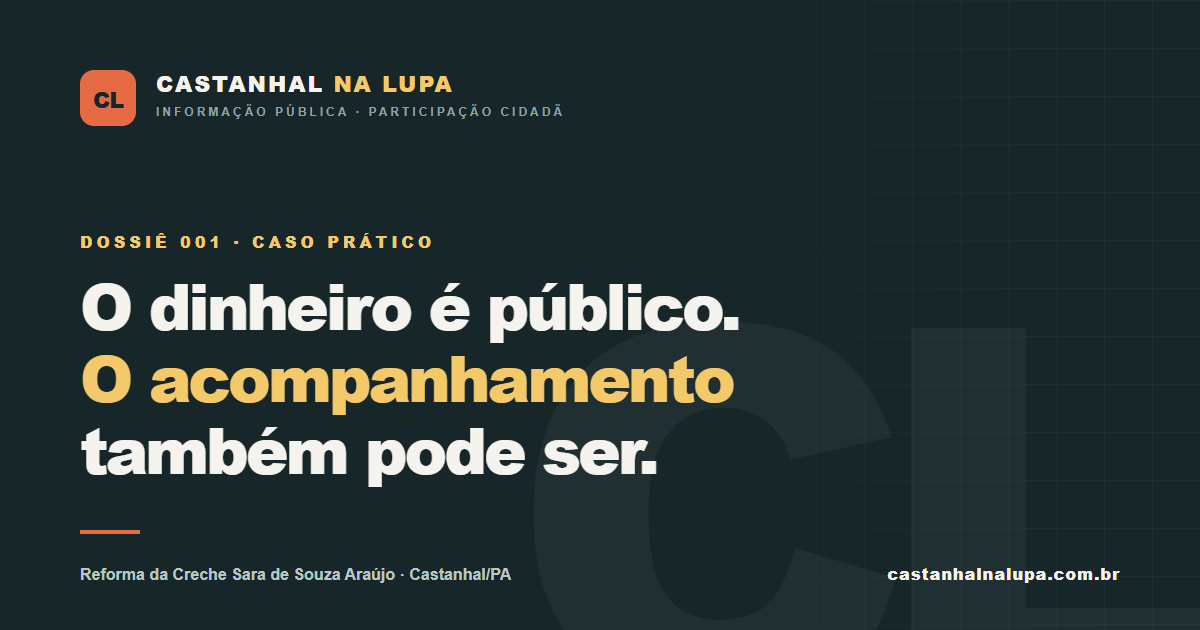 CL
CASTANHAL NA LUPA
INFORMAÇÃO PÚBLICA · PARTICIPAÇÃO CIDADÃ
DOSSIÊ 001 · CASO PRÁTICO
O dinheiro é público.
O acompanhamento
também pode ser.
CL
Reforma da Creche Sara de Souza Araújo · Castanhal/PA
castanhalnalupa.com.br